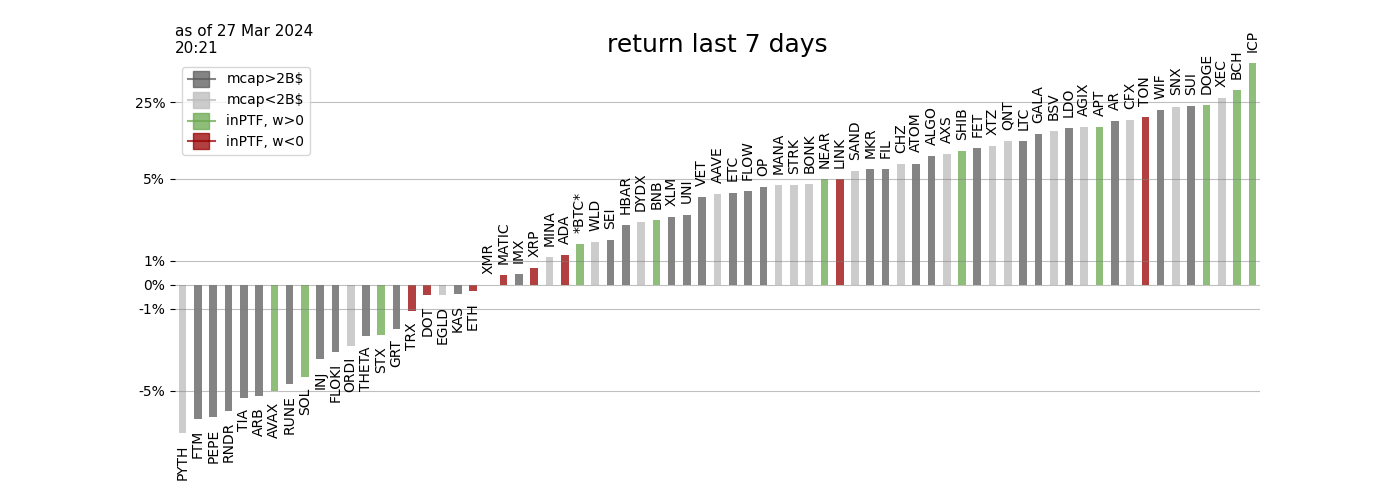 as of 27 Mar 2024
20:21
return last 7 days
mcap>2B$
mcap<2B$
inPTF, w>0
inPTF, w<0
25%
5%
1%
0%
-1%
-5%
PYTH
FTM
PEPE
RNDR
TIA
ARB
AVAX
RUNE
SOL
INJ
FLOKI
ORDI
THETA
STX
GRT
TRX
DOT
EGLD
KAS
ETH
XMR
MATIC
IMX
XRP
MINA
ADA
*BTC*
WLD
SEI
HBAR
DYDX
BNB
XLM
UNI
VET
AAVE
ETC
FLOW
OP
MANA
STRK
BONK
NEAR
LINK
SAND
MKR
FIL
CHZ
ATOM
ALGO
AXS
SHIB
FET
XTZ
QNT
LTC
GALA
BSV
LDO
AGIX
APT
AR
CFX
TON
WIF
SNX
SUI
DOGE
XEC
BCH
ICP